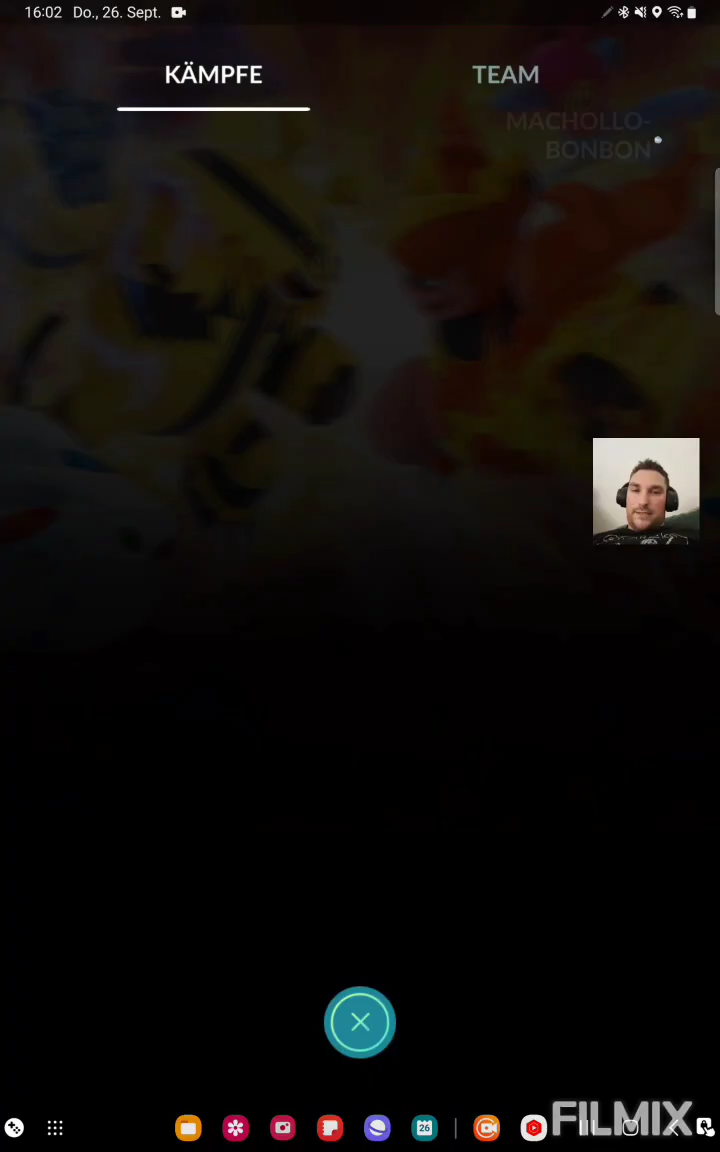 16:02 Do., 26. Sept.
KÄMPFE TEAM
MACHOLLO-
BONBON
26
FILMIX